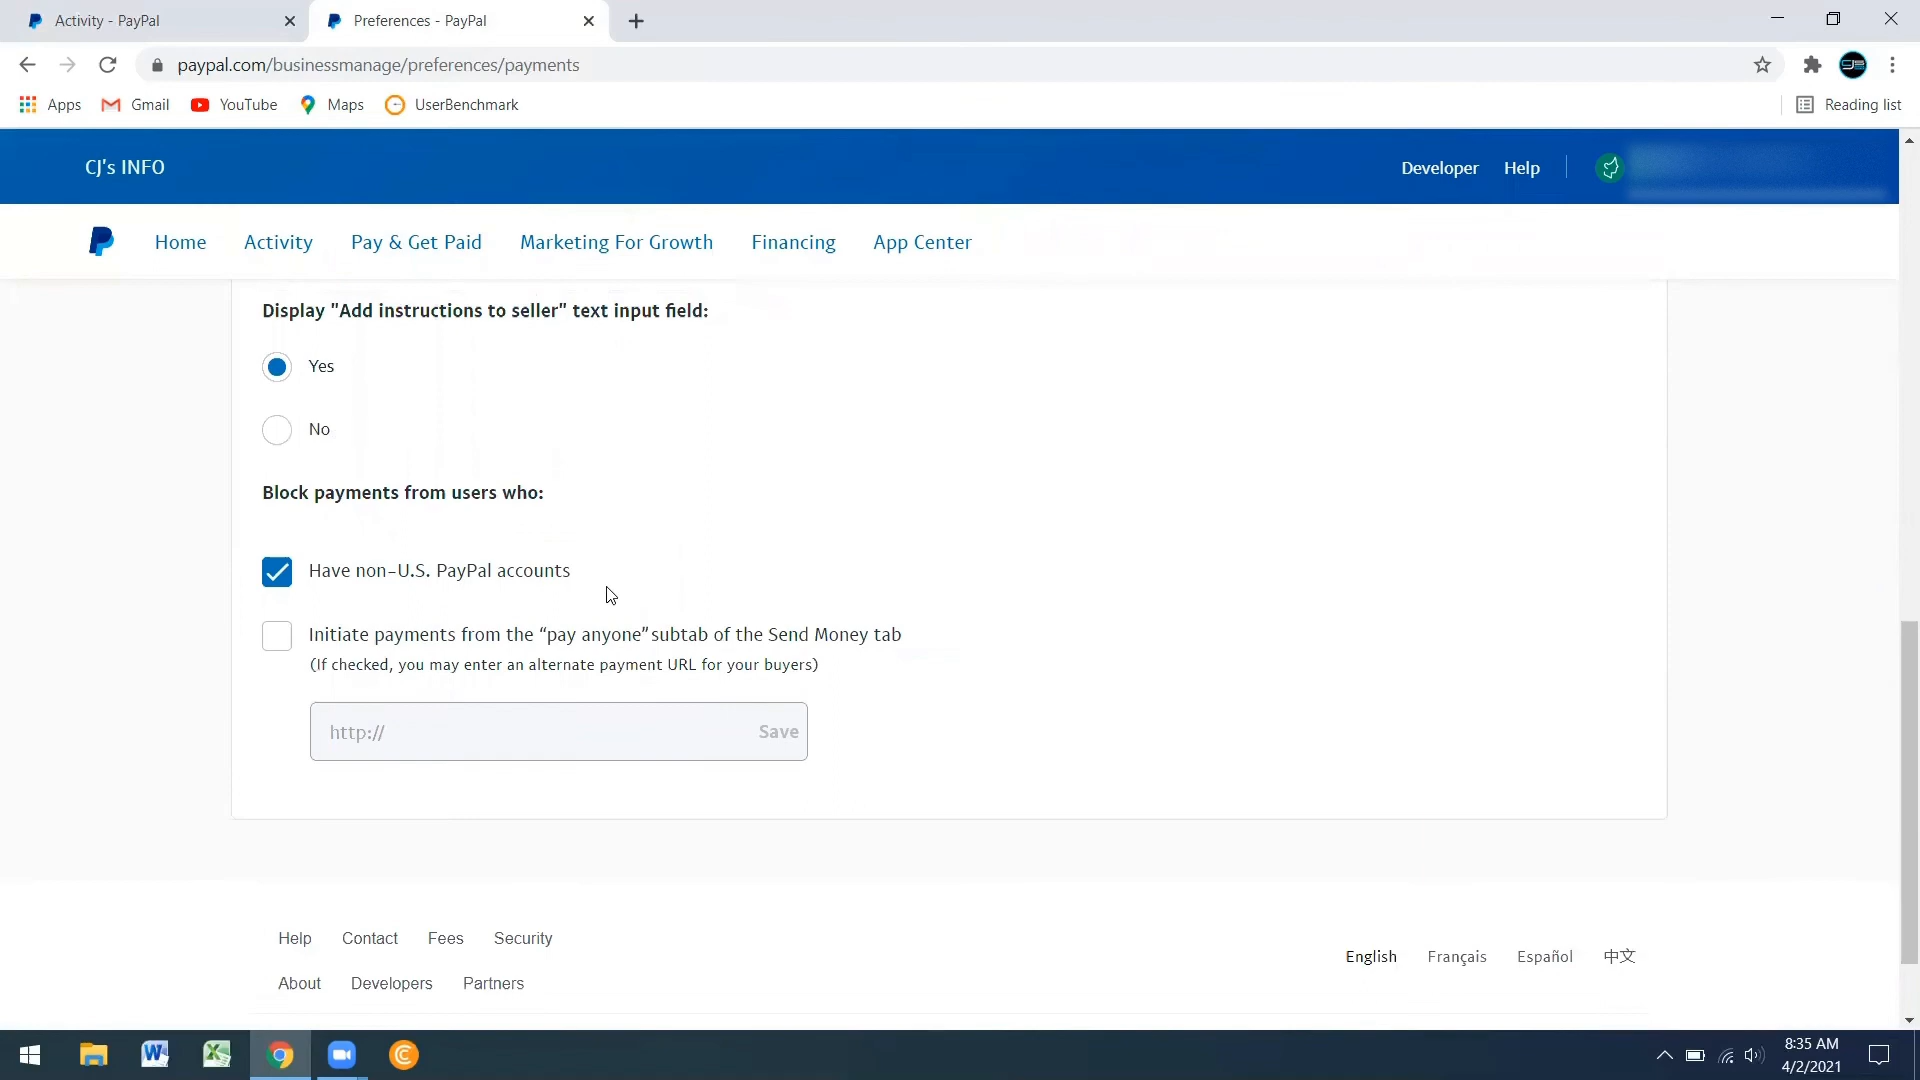 Activity - PayPal
Preferences - PayPal
paypal.com/businessmanage/preferences/payments
Apps
Gmail
YouTube
Maps
UserBenchmark
Reading list
CJ's INFO
Developer
Help
Home
Activity
Pay & Get Paid
Marketing For Growth
Financing
App Center
Display "Add instructions to seller" text input field:
Yes
No
Block payments from users who:
Have non-U.S. PayPal accounts
Initiate payments from the “pay anyone” subtab of the Send Money tab
(If checked, you may enter an alternate payment URL for your buyers)
http://
Save
Help
Contact
Fees
Security
English
Français
Español
中文
About
Developers
Partners
8:35 AM
4/2/2021